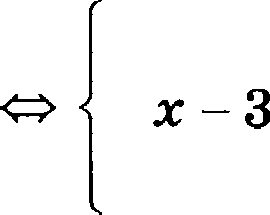 ⇔ { x − 3